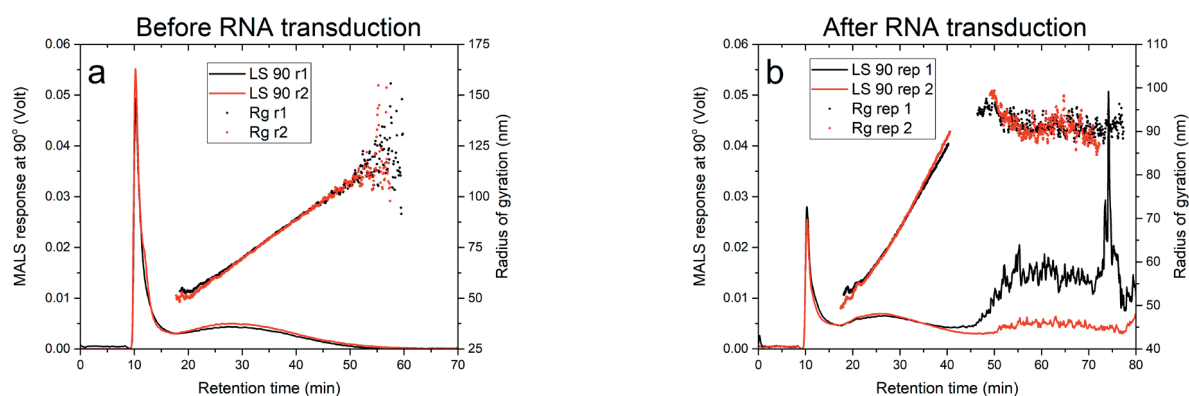 Before RNA transduction
a
LS 90 r1
LS 90 r2
Rg r1
Rg r2
MALS response at 90° (Volt)
0.06
0.05
0.04
0.03
0.02
0.01
0.00
175
150
125
100
75
50
25
Radius of gyration (nm)
0 10 20 30 40 50 60 70
Retention time (min)
After RNA transduction
b
LS 90 rep 1
LS 90 rep 2
Rg rep 1
Rg rep 2
MALS response at 90° (Volt)
0.06
0.05
0.04
0.03
0.02
0.01
0.00
110
100
90
80
70
60
50
40
Radius of gyration (nm)
0 10 20 30 40 50 60 70 80
Retention time (min)